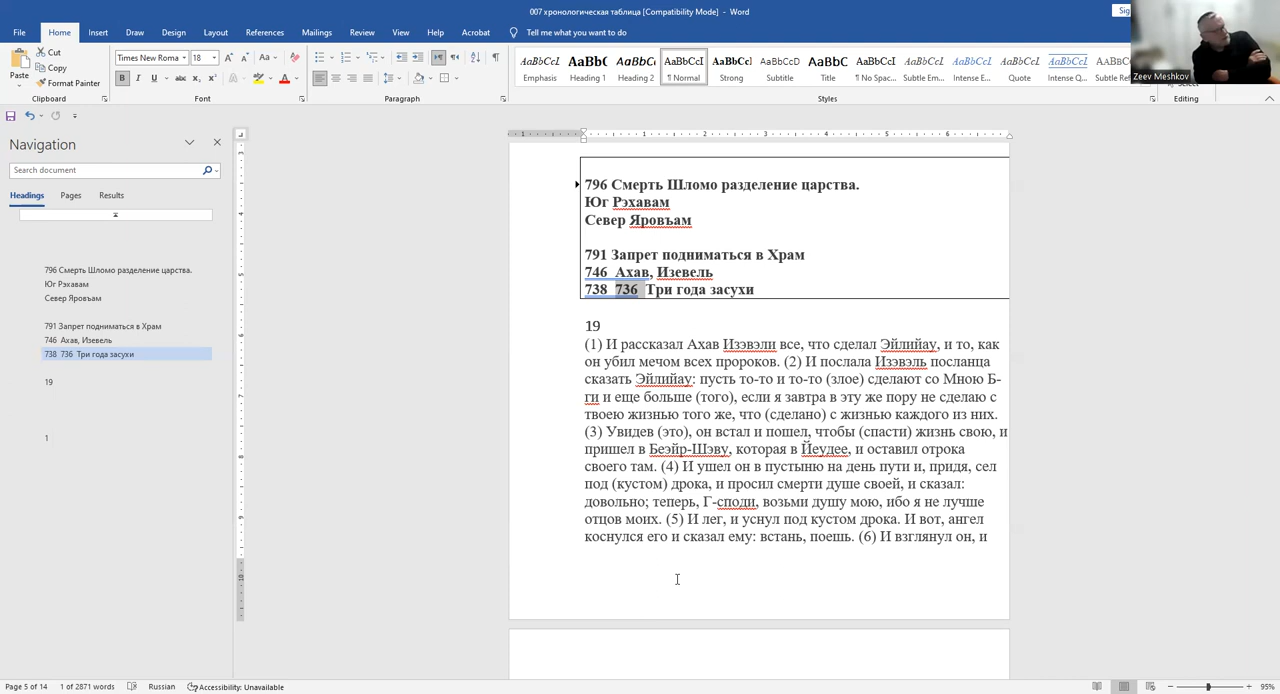 007 хронологическая таблица [Compatibility Mode] - Word
Sig
File Home Insert Draw Design Layout References Mailings Review View Help Acrobat Tell me what you want to do
Paste Cut
Copy
Format Painter
Times New Roma 18
Clipboard Font Paragraph Styles Editing
AaBbCcI Emphasis
AaBb( Heading 1
AaBbCc Heading 2
AaBbCcI ¶ Normal
AaBbCc Strong
AaBbCcD Subtitle
AaBbC Title
AaBbCcI ¶ No Spac...
AaBbCcI Subtle Em...
AaBbCcI Intense E...
AaBbCcI Quote
AaBbCcI Intense Q...
Subtle Ref
Select
Zeev Meshkov
Navigation
Search document
Headings Pages Results
796 Смерть Шломо разделение царства.
Юг Рэхавам
Север Яровъам
791 Запрет подниматься в Храм
746 Ахав, Изевель
738 736 Три года засухи
19
1
796 Смерть Шломо разделение царства.
Юг Рэхавам
Север Яровъам
791 Запрет подниматься в Храм
746 Ахав, Изевель
738 736 Три года засухи
19
(1) И рассказал Ахав Изэвэли все, что сделал Эйлийау, и то, как
он убил мечом всех пророков. (2) И послала Изэвэль посланца
сказать Эйлийау: пусть то-то и то-то (злое) сделают со Мною Б-
ги и еще больше (того), если я завтра в эту же пору не сделаю с
твоею жизнью того же, что (сделано) с жизнью каждого из них.
(3) Увидев (это), он встал и пошел, чтобы (спасти) жизнь свою, и
пришел в Беэйр-Шэву, которая в Йеудее, и оставил отрока
своего там. (4) И ушел он в пустыню на день пути и, придя, сел
под (кустом) дрока, и просил смерти душе своей, и сказал:
довольно; теперь, Г-споди, возьми душу мою, ибо я не лучше
отцов моих. (5) И лег, и уснул под кустом дрока. И вот, ангел
коснулся его и сказал ему: встань, поешь. (6) И взглянул он, и
Page 5 of 14 1 of 2871 words Russian Accessibility: Unavailable 95%